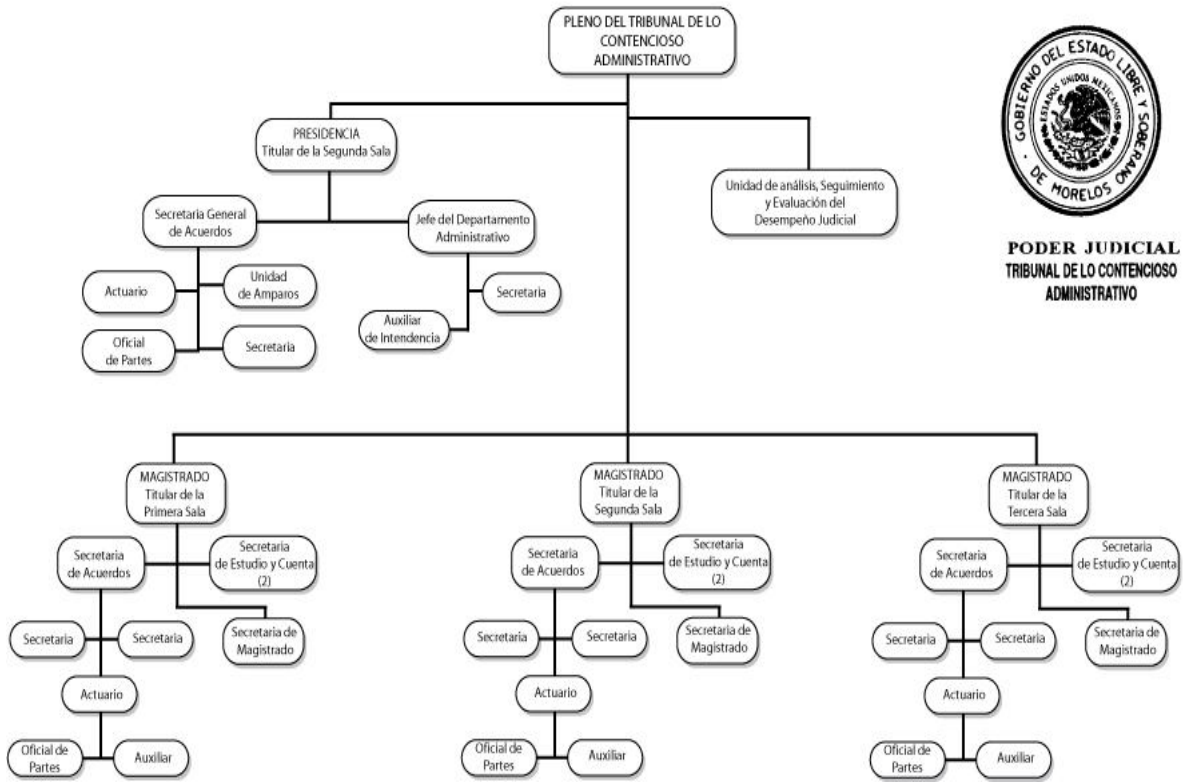 PLENO DEL TRIBUNAL DE LO
CONTENCIOSO
ADMINISTRATIVO
GOBIERNO DEL ESTADO LIBRE Y SOBERANO
DE MORELOS
ESTADOS UNIDOS MEXICANOS
PODER JUDICIAL
TRIBUNAL DE LO CONTENCIOSO
ADMINISTRATIVO
PRESIDENCIA
Titular de la Segunda Sala
Unidad de análisis, Seguimiento
y Evaluación del
Desempeño Judicial
Secretaria General
de Acuerdos
Jefe del Departamento
Administrativo
Actuario
Unidad
de Amparos
Secretaria
Oficial
de Partes
Secretaria
Auxiliar
de Intendencia
MAGISTRADO
Titular de la
Primera Sala
Secretaria
de Acuerdos
Secretaria
de Estudio y Cuenta
(2)
Secretaria
Secretaria
Secretaria de
Magistrado
Actuario
Oficial de
Partes
Auxiliar
MAGISTRADO
Titular de la
Segunda Sala
Secretaria
de Acuerdos
Secretaria
de Estudio y Cuenta
(2)
Secretaria
Secretaria
Secretaria de
Magistrado
Actuario
Oficial de
Partes
Auxiliar
MAGISTRADO
Titular de la
Tercera Sala
Secretaria
de Acuerdos
Secretaria
de Estudio y Cuenta
(2)
Secretaria
Secretaria
Secretaria de
Magistrado
Actuario
Oficial de
Partes
Auxiliar